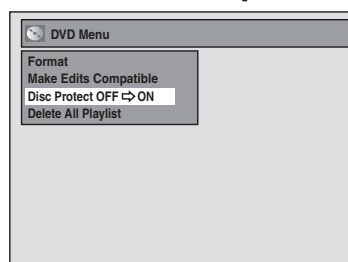 DVD Menu
Format
Make Edits Compatible
Disc Protect OFF ⇨ ON
Delete All Playlist